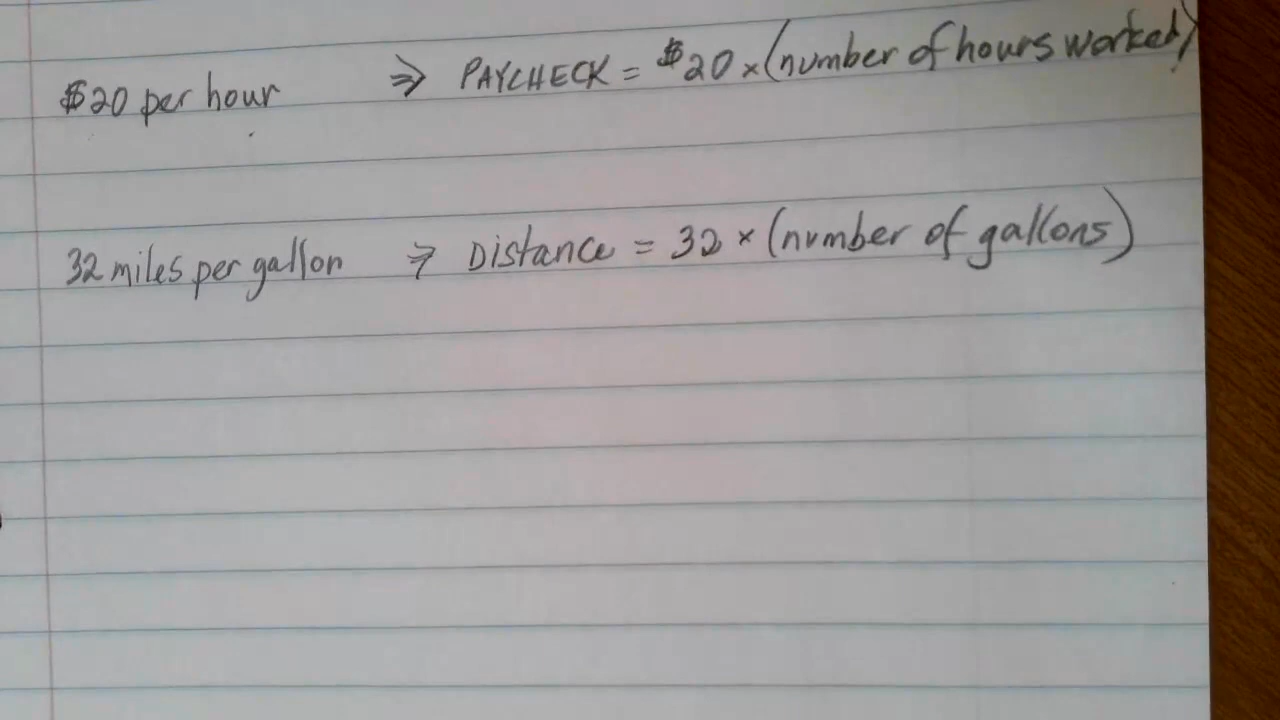 $20 per hour ⇒ PAYCHECK = $20 × (number of hours worked)
32 miles per gallon ⇒ Distance = 32 × (number of gallons)